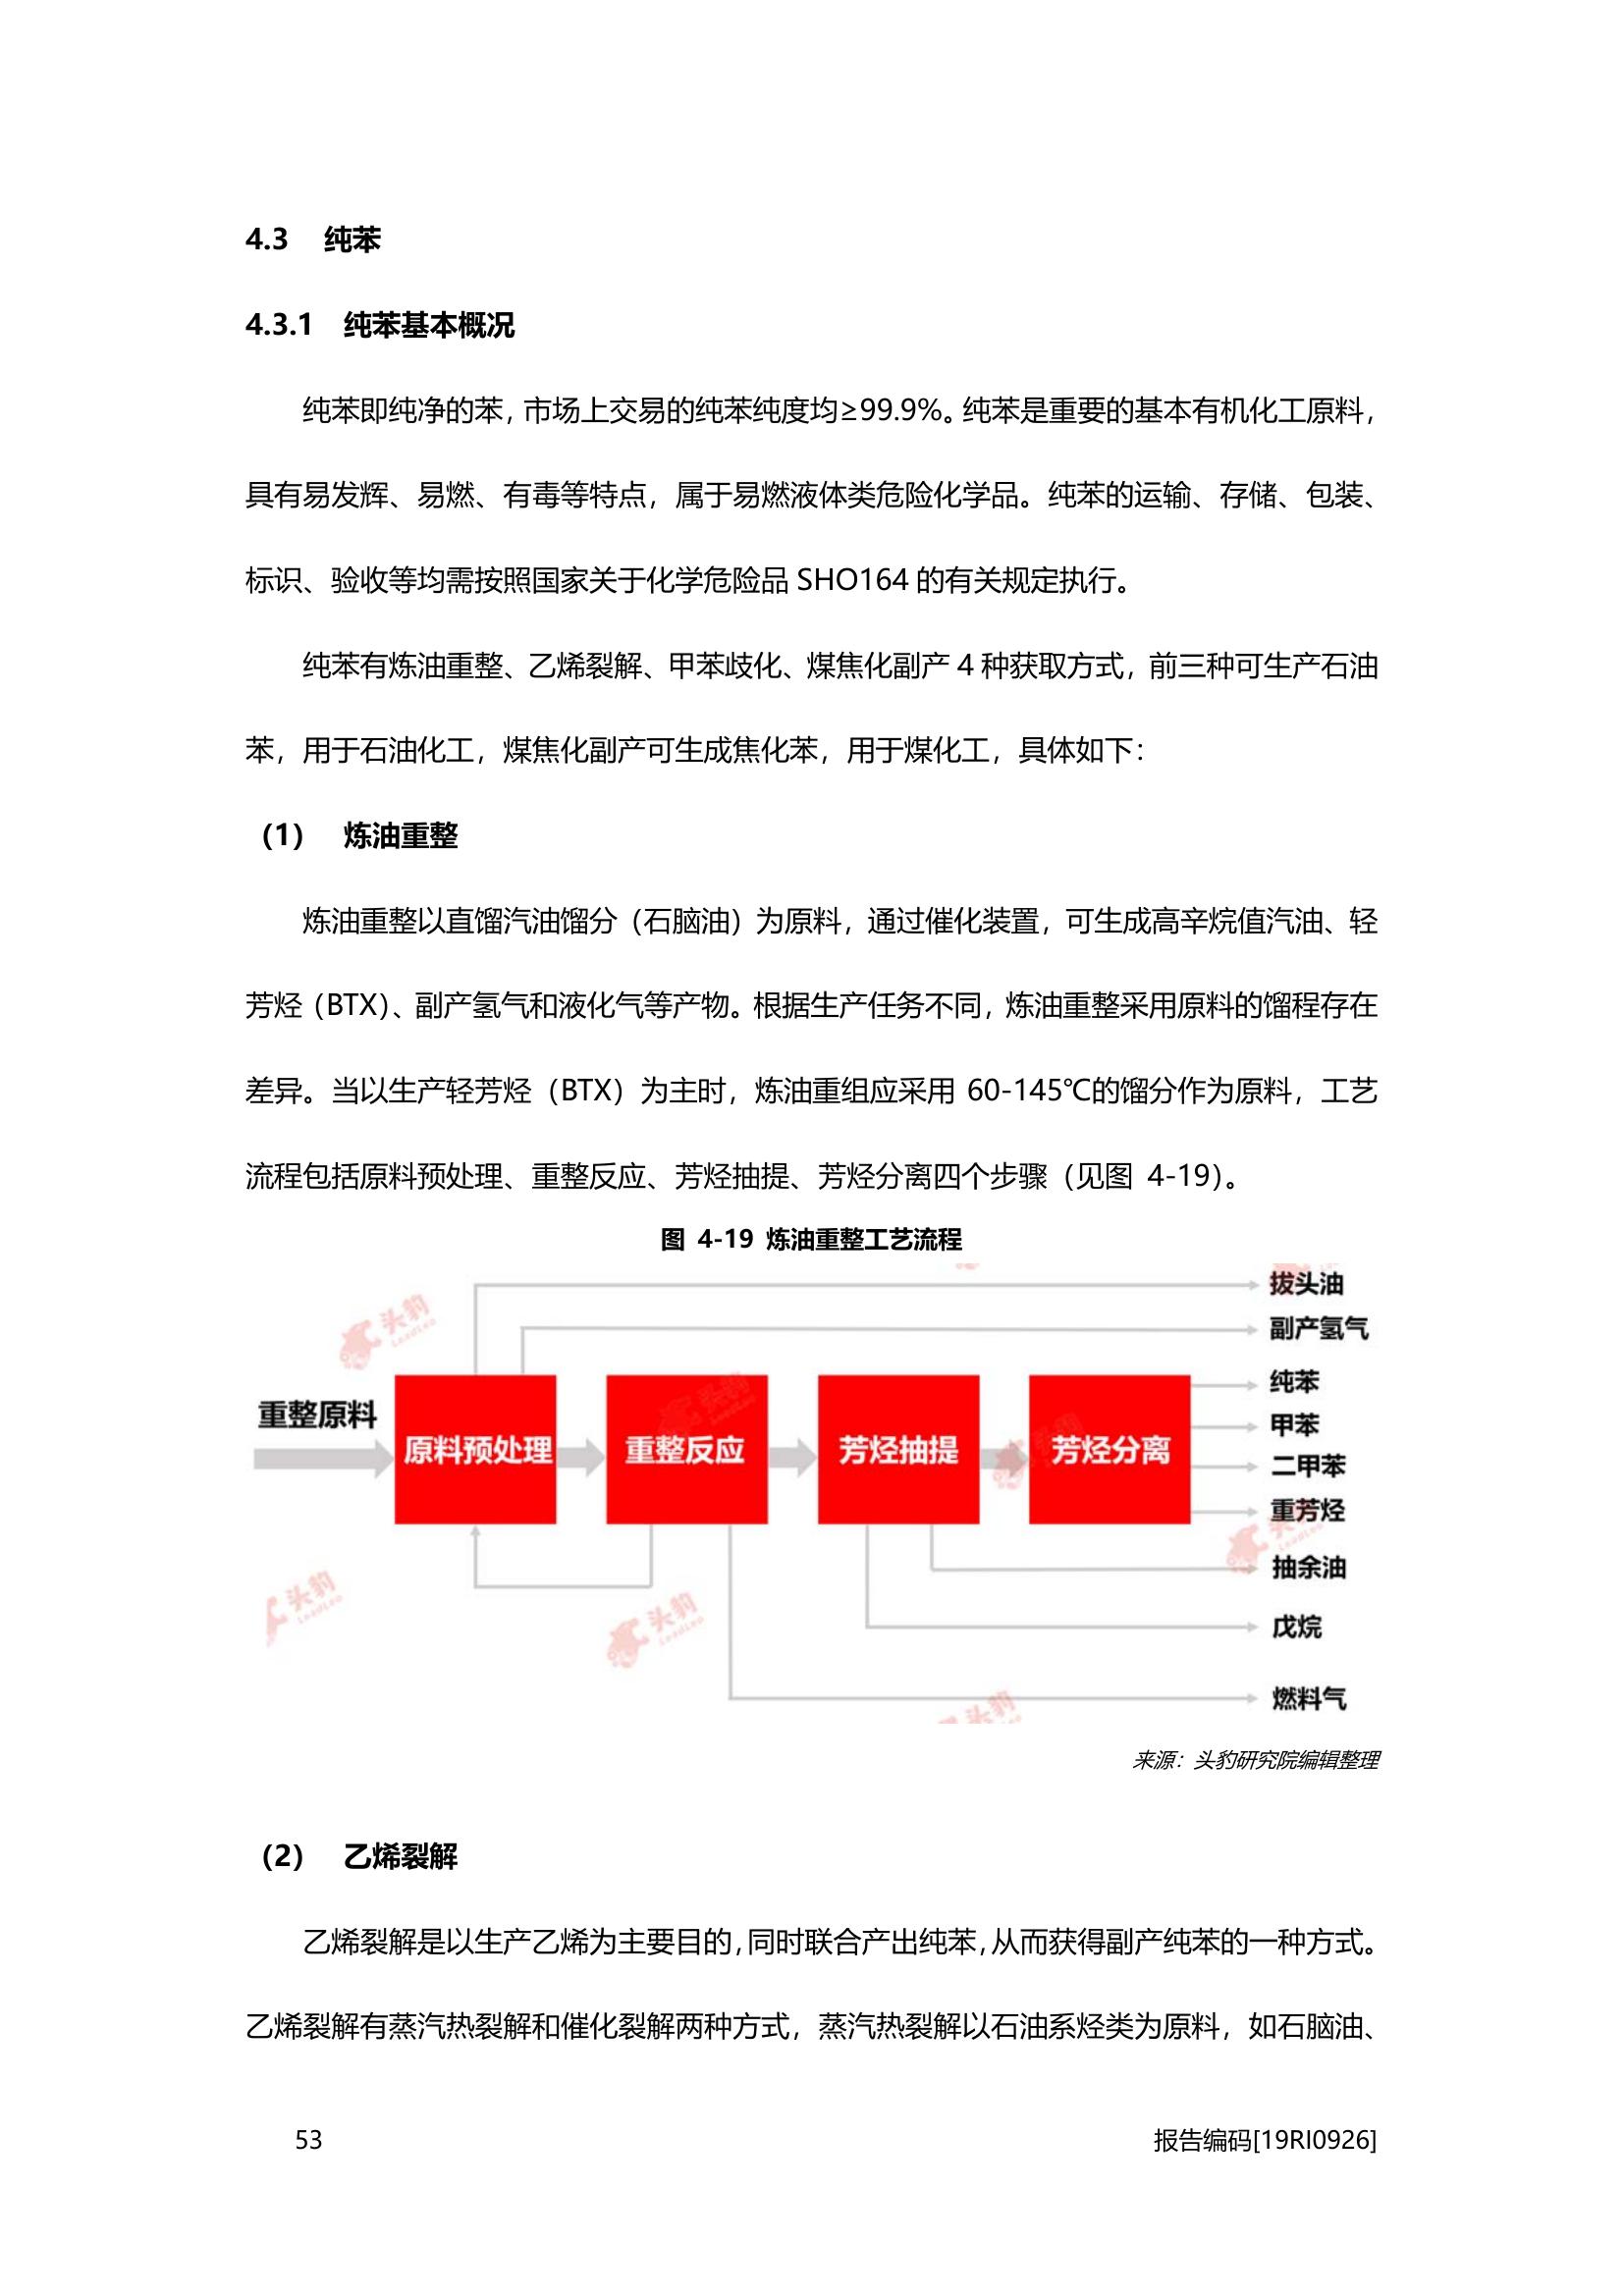 4.3 纯苯
4.3.1 纯苯基本概况
纯苯即纯净的苯，市场上交易的纯苯纯度均≥99.9%。纯苯是重要的基本有机化工原料，
具有易发辉、易燃、有毒等特点，属于易燃液体类危险化学品。纯苯的运输、存储、包装、
标识、验收等均需按照国家关于化学危险品 SHO164 的有关规定执行。
纯苯有炼油重整、乙烯裂解、甲苯歧化、煤焦化副产 4 种获取方式，前三种可生产石油
苯，用于石油化工，煤焦化副产可生成焦化苯，用于煤化工，具体如下：
（1） 炼油重整
炼油重整以直馏汽油馏分（石脑油）为原料，通过催化装置，可生成高辛烷值汽油、轻
芳烃（BTX）、副产氢气和液化气等产物。根据生产任务不同，炼油重整采用原料的馏程存在
差异。当以生产轻芳烃（BTX）为主时，炼油重组应采用 60-145℃的馏分作为原料，工艺
流程包括原料预处理、重整反应、芳烃抽提、芳烃分离四个步骤（见图 4-19）。
图 4-19 炼油重整工艺流程
拔头油
副产氢气
重整原料
原料预处理
重整反应
芳烃抽提
芳烃分离
纯苯
甲苯
二甲苯
重芳烃
抽余油
戊烷
燃料气
头豹
LeadLeo
头豹
LeadLeo
头豹
LeadLeo
头豹
来源：头豹研究院编辑整理
（2） 乙烯裂解
乙烯裂解是以生产乙烯为主要目的，同时联合产出纯苯，从而获得副产纯苯的一种方式。
乙烯裂解有蒸汽热裂解和催化裂解两种方式，蒸汽热裂解以石油系烃类为原料，如石脑油、
53
报告编码[19RI0926]